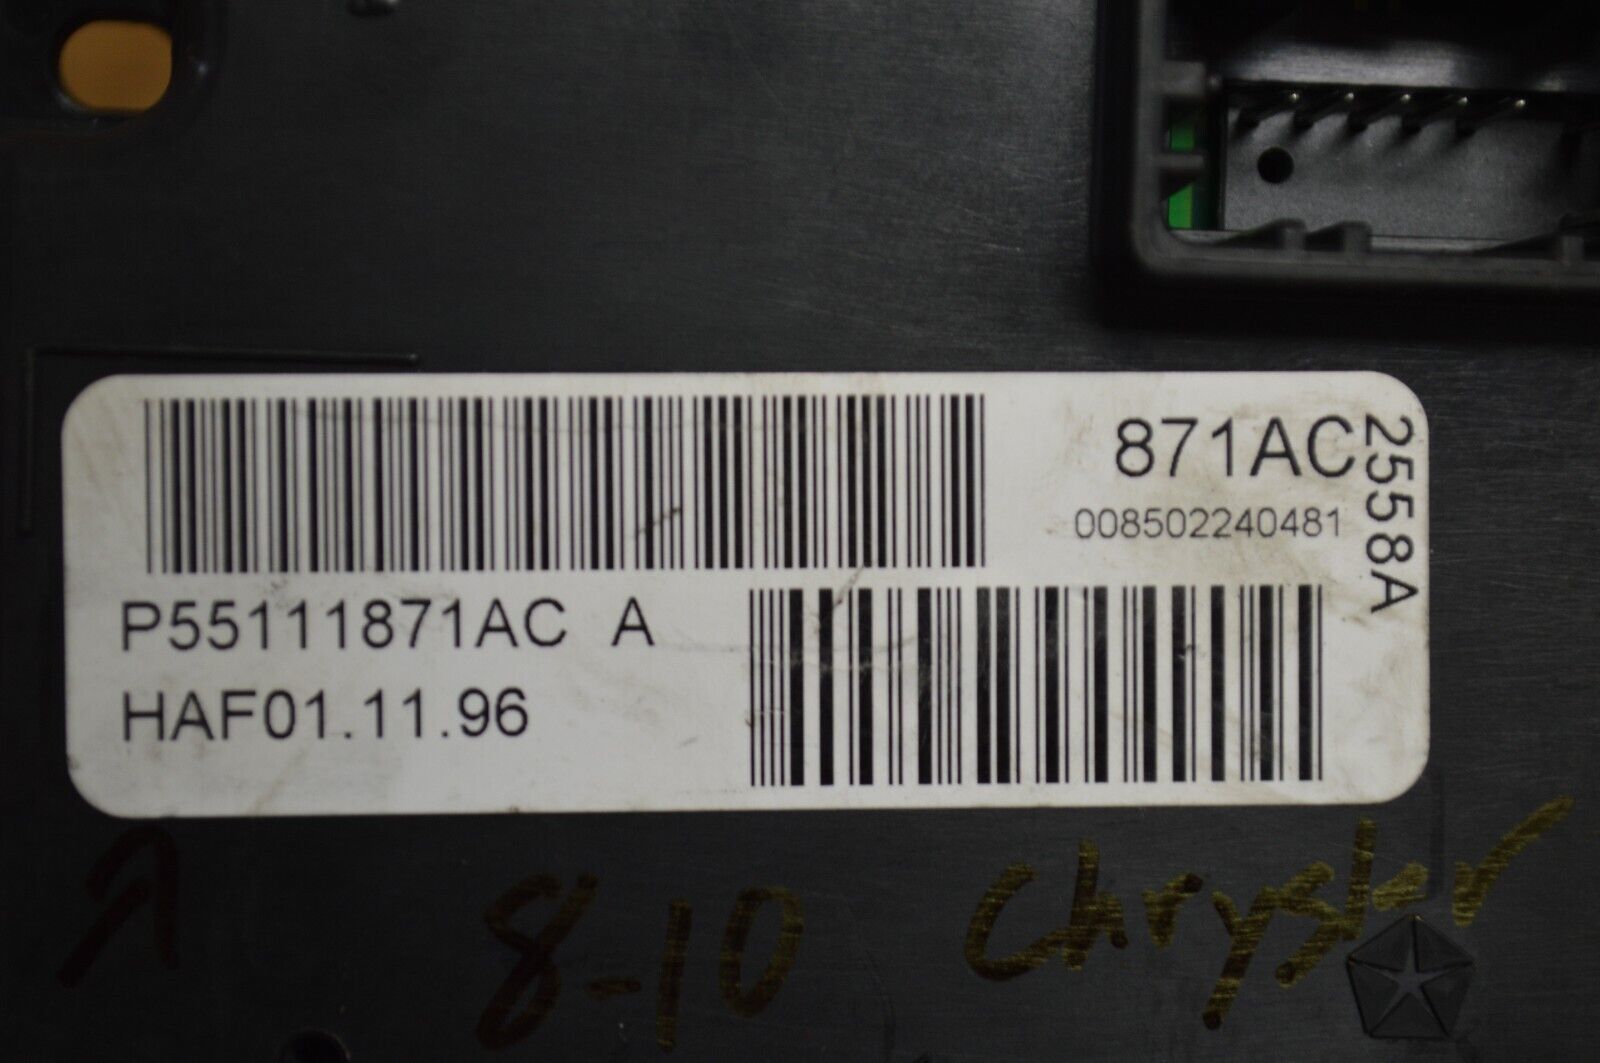 871AC
2558A
008502240481
P55111871AC A
HAF01.11.96
8-10 Chrysler